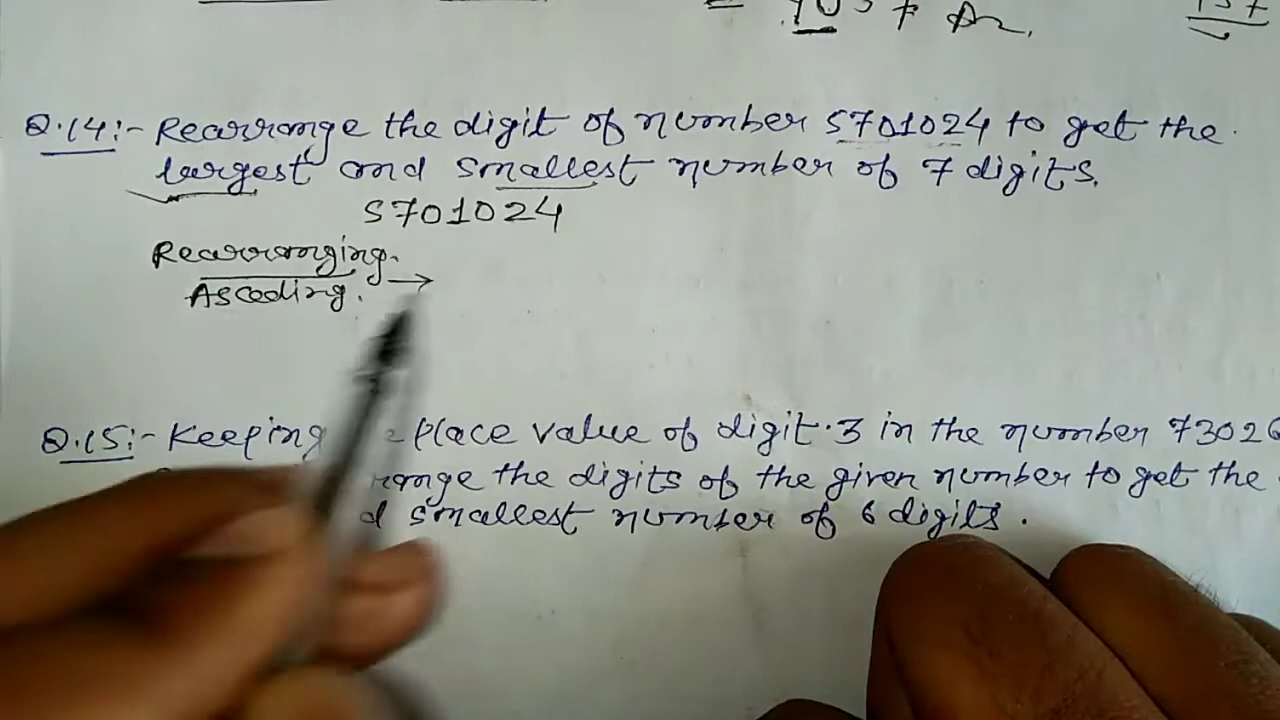 Q.14:- Rearrange the digit of number 5701024 to get the
largest and smallest number of 7 digits.
5701024
Rearranging.
Asceding. →
Q.15:- Keeping place value of digit 3 in the number 73026
the digits of the given number to get the
smallest number of 6 digits.